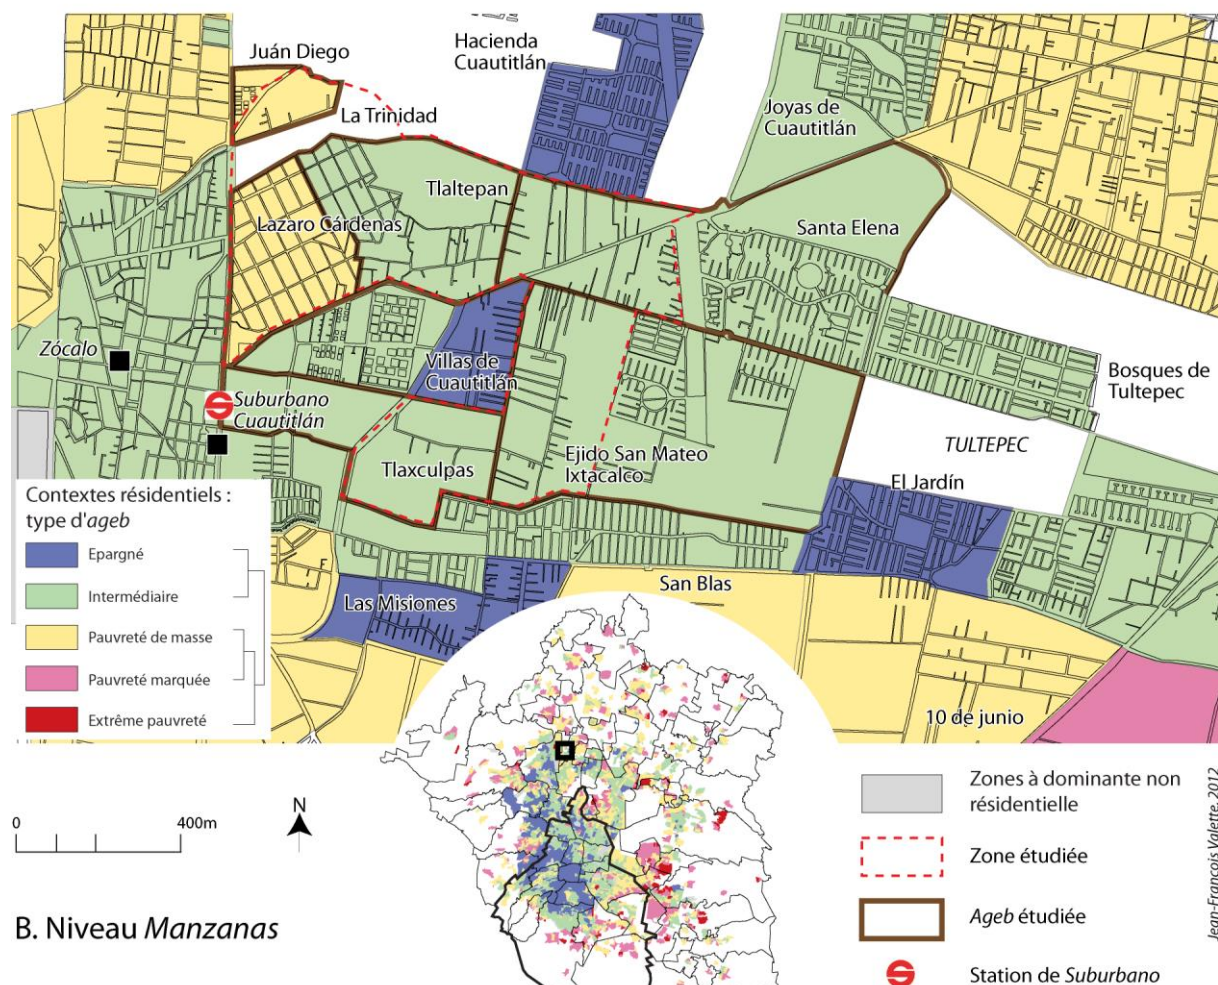 Juán Diego
Hacienda
Cuautitlán
La Trinidad
Joyas de
Cuautitlán
Tlaltepan
Lazaro Cárdenas
Santa Elena
Zócalo
Villas de
Cuautitlán
Bosques de
Tultepec
Suburbano
Cuautitlán
TULTEPEC
Tlaxculpas
Ejido San Mateo
Ixtacalco
El Jardín
Contextes résidentiels :
type d'ageb
Epargné
Intermédiaire
Pauvreté de masse
Pauvreté marquée
Extrême pauvreté
San Blas
Las Misiones
10 de junio
0
400m
N
B. Niveau Manzanas
Zones à dominante non
résidentielle
Zone étudiée
Ageb étudiée
Station de Suburbano
Jean-François Valette, 2012